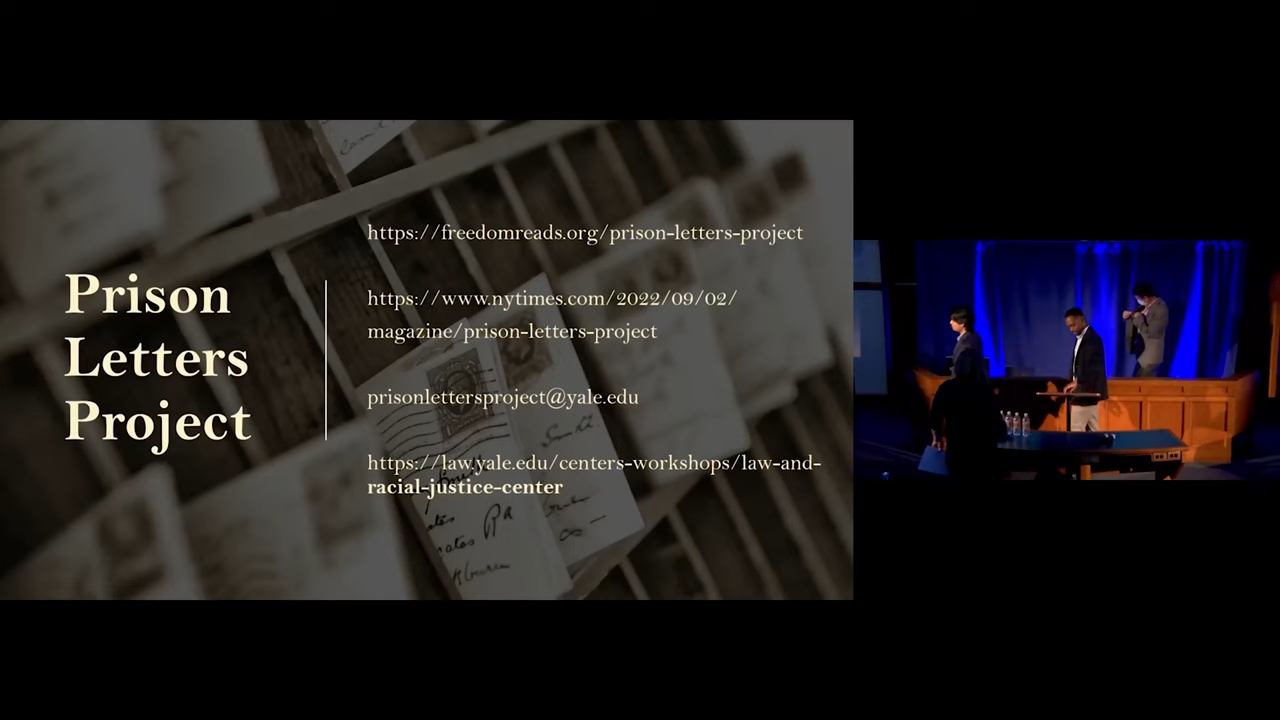 Prison
Letters
Project
https://freedomreads.org/prison-letters-project
https://www.nytimes.com/2022/09/02/
magazine/prison-letters-project
prisonlettersproject@yale.edu
https://law.yale.edu/centers-workshops/law-and-
racial-justice-center